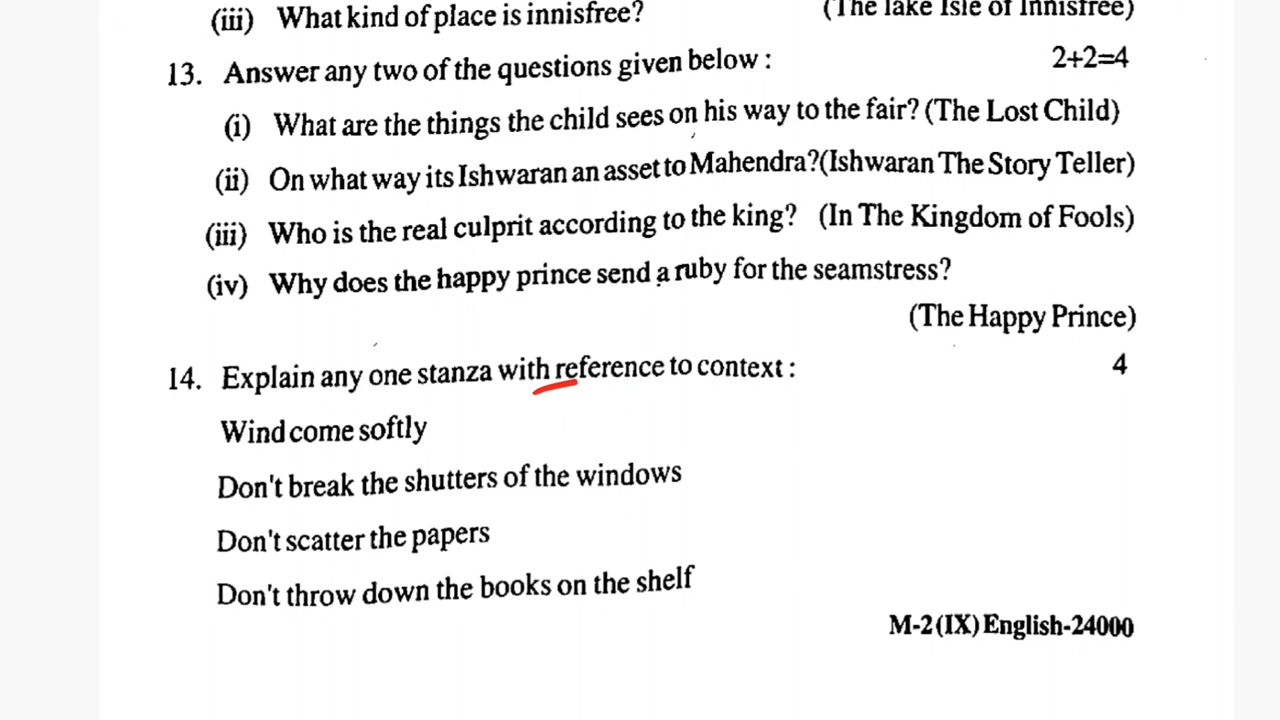 (iii) What kind of place is innisfree? (The lake Isle of Innisfree)
13. Answer any two of the questions given below : 2+2=4
(i) What are the things the child sees on his way to the fair? (The Lost Child)
(ii) On what way its Ishwaran an asset to Mahendra?(Ishwaran The Story Teller)
(iii) Who is the real culprit according to the king? (In The Kingdom of Fools)
(iv) Why does the happy prince send a ruby for the seamstress?
(The Happy Prince)
14. Explain any one stanza with reference to context : 4
Wind come softly
Don't break the shutters of the windows
Don't scatter the papers
Don't throw down the books on the shelf
M-2(IX)English-24000